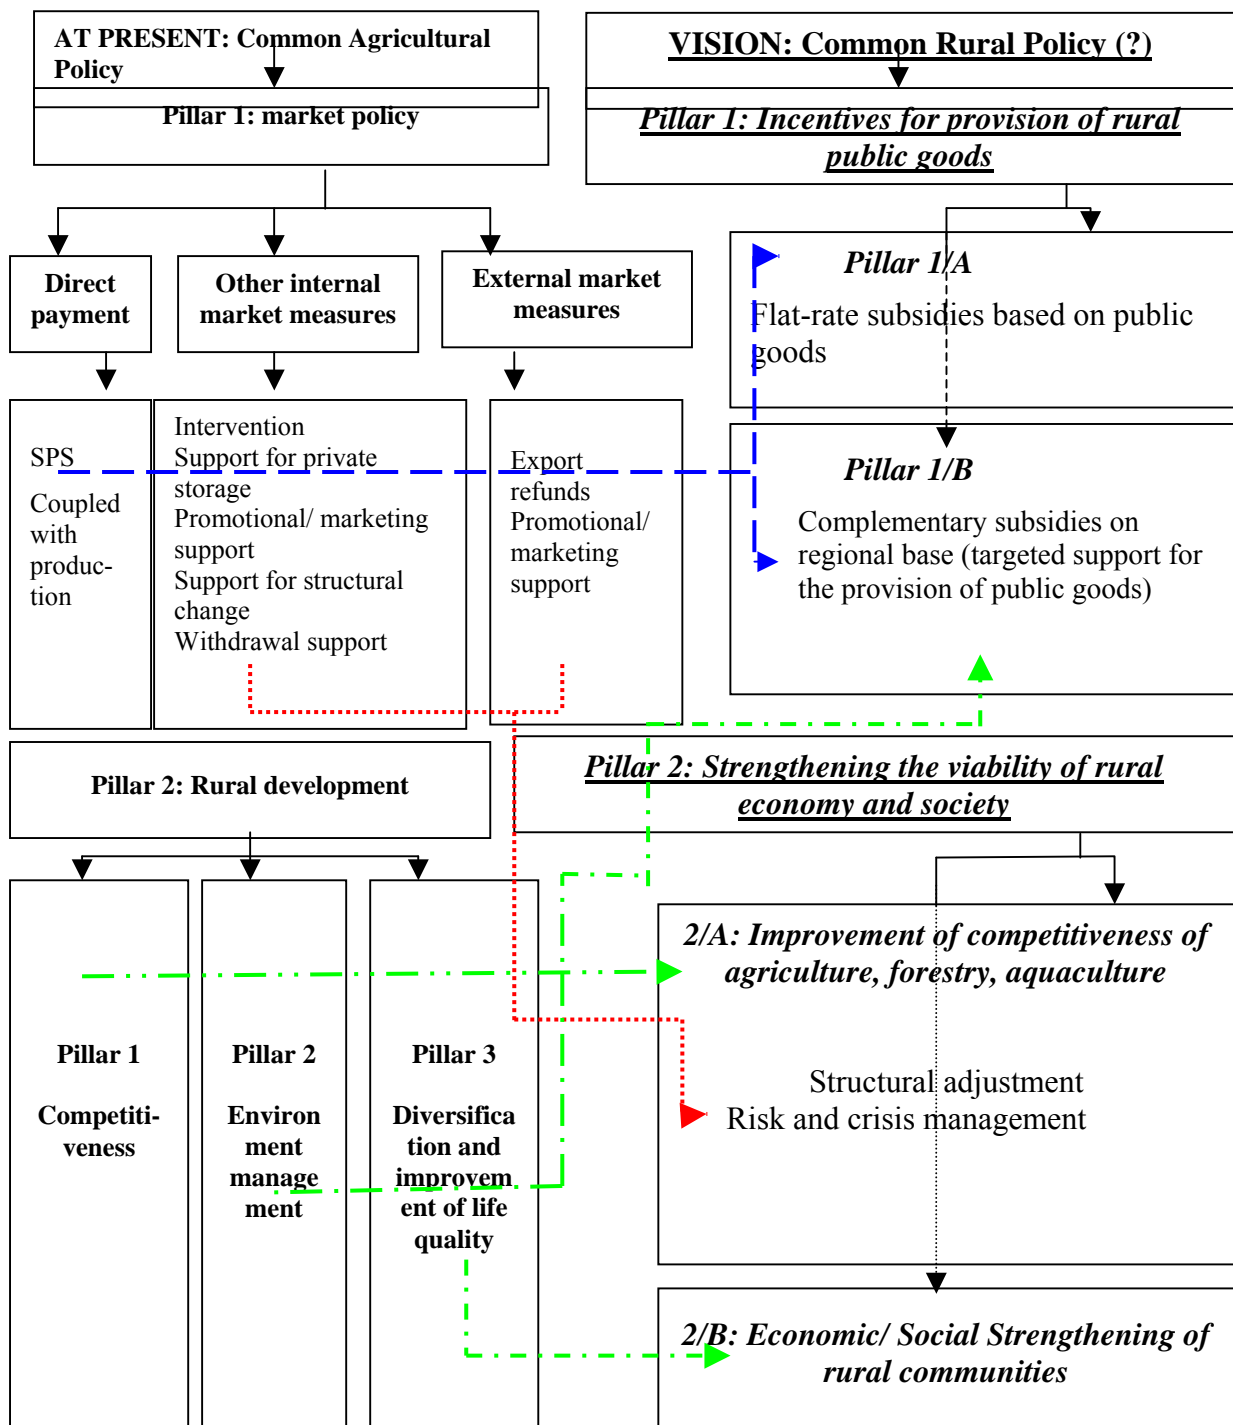 AT PRESENT: Common Agricultural
Policy
Pillar 1: market policy
Direct
payment
Other internal
market measures
External market
measures
SPS
Coupled
with
produc-
tion
Intervention
Support for private
storage
Promotional/ marketing
support
Support for structural
change
Withdrawal support
Export
refunds
Promotional/
marketing
support
Pillar 2: Rural development
Pillar 1
Competiti-
veness
Pillar 2
Environ
ment
manage
ment
Pillar 3
Diversifica
tion and
improvem
ent of life
quality
VISION: Common Rural Policy (?)
Pillar 1: Incentives for provision of rural
public goods
Pillar 1/A
Flat-rate subsidies based on public
goods
Pillar 1/B
Complementary subsidies on
regional base (targeted support for
the provision of public goods)
Pillar 2: Strengthening the viability of rural
economy and society
2/A: Improvement of competitiveness of
agriculture, forestry, aquaculture
Structural adjustment
Risk and crisis management
2/B: Economic/ Social Strengthening of
rural communities